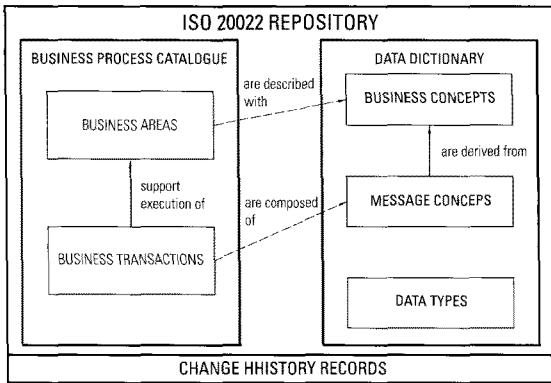 ISO 20022 REPOSITORY
BUSINESS PROCESS CATALOGUE
DATA DICTIONARY
are described
with
BUSINESS AREAS
BUSINESS CONCEPTS
are derived from
support
execution of
are composed
of
MESSAGE CONCEPS
BUSINESS TRANSACTIONS
DATA TYPES
CHANGE HHISTORY RECORDS